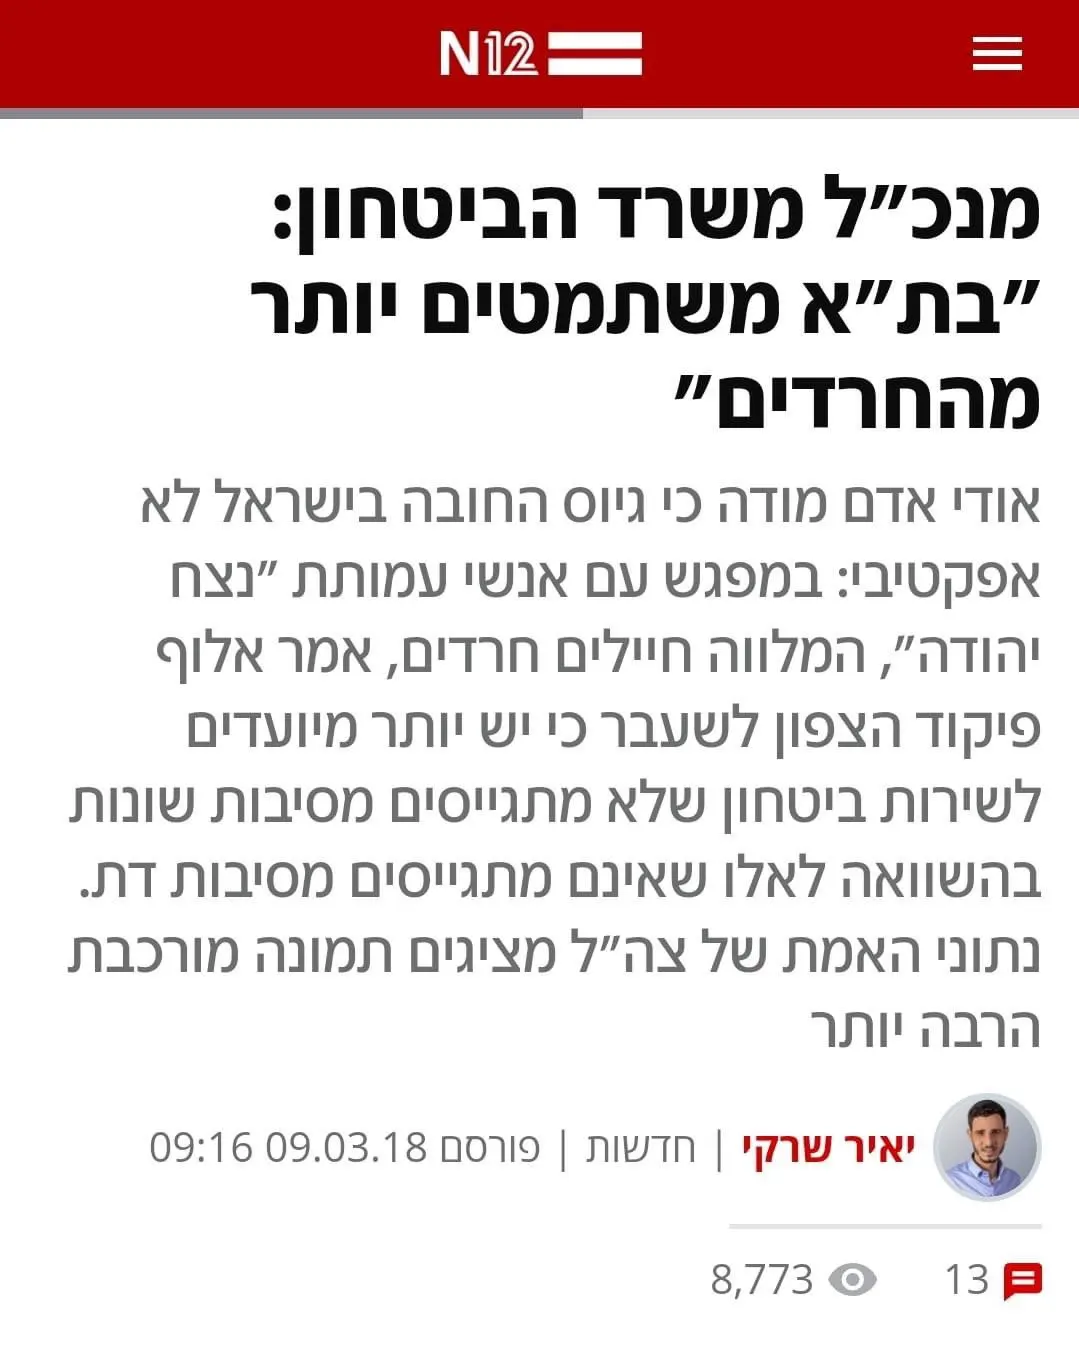 N12
מנכ״ל משרד הביטחון:
״בת״א משתמטים יותר
מהחרדים״
אודי אדם מודה כי גיוס החובה בישראל לא
אפקטיבי: במפגש עם אנשי עמותת ״נצח
יהודה״, המלווה חיילים חרדים, אמר אלוף
פיקוד הצפון לשעבר כי יש יותר מיועדים
לשירות ביטחון שלא מתגייסים מסיבות שונות
בהשוואה לאלו שאינם מתגייסים מסיבות דת.
נתוני האמת של צה״ל מציגים תמונה מורכבת
הרבה יותר
יאיר שרקי | חדשות | פורסם 09.03.18 09:16
13 8,773